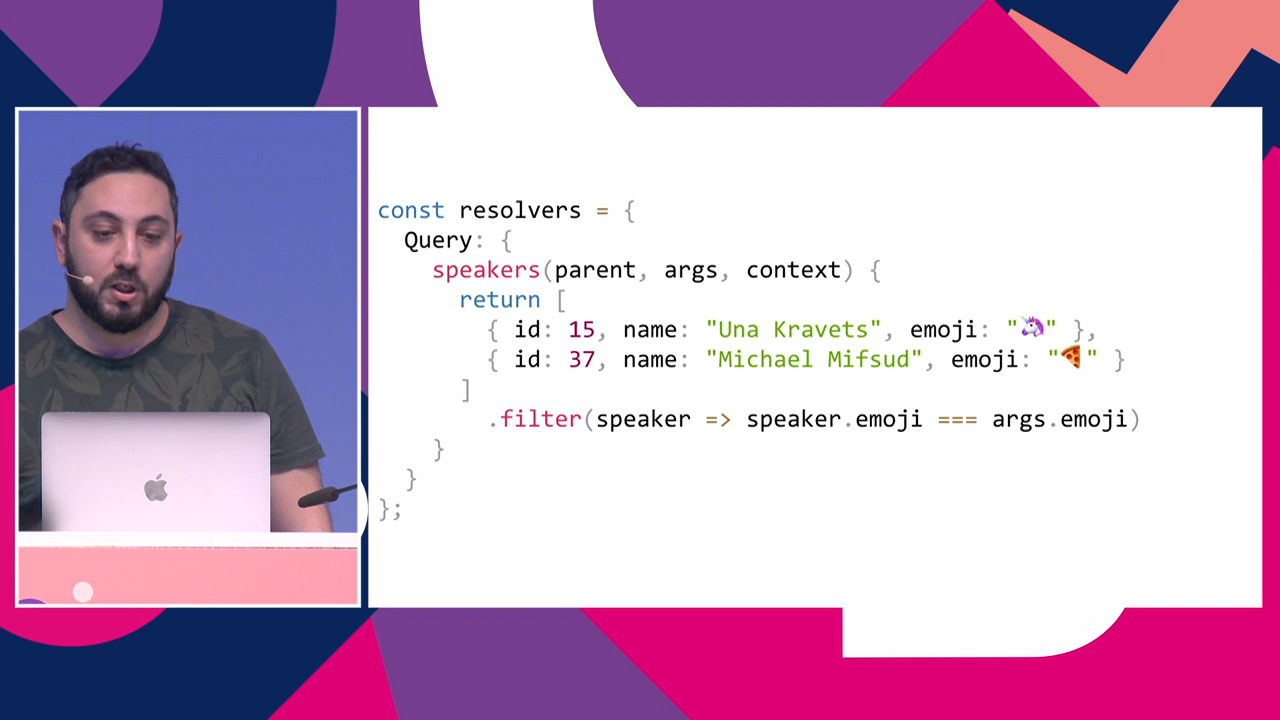 const resolvers = {
Query: {
speakers(parent, args, context) {
return [
{ id: 15, name: "Una Kravets", emoji: "🦄" },
{ id: 37, name: "Michael Mifsud", emoji: "🍕" }
]
.filter(speaker => speaker.emoji === args.emoji)
}
}
};